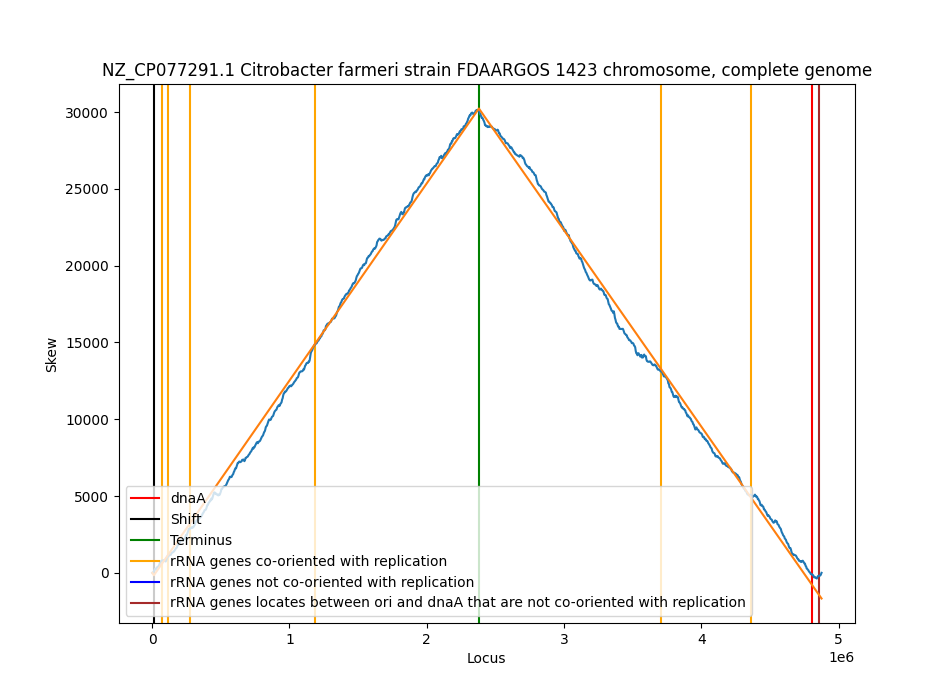 NZ_CP077291.1 Citrobacter farmeri strain FDAARGOS 1423 chromosome, complete genome
30000
25000
20000
15000
10000
5000
0
Skew
dnaA
Shift
Terminus
rRNA genes co-oriented with replication
rRNA genes not co-oriented with replication
rRNA genes locates between ori and dnaA that are not co-oriented with replication
0 1 2 3 4 5
1e6
Locus